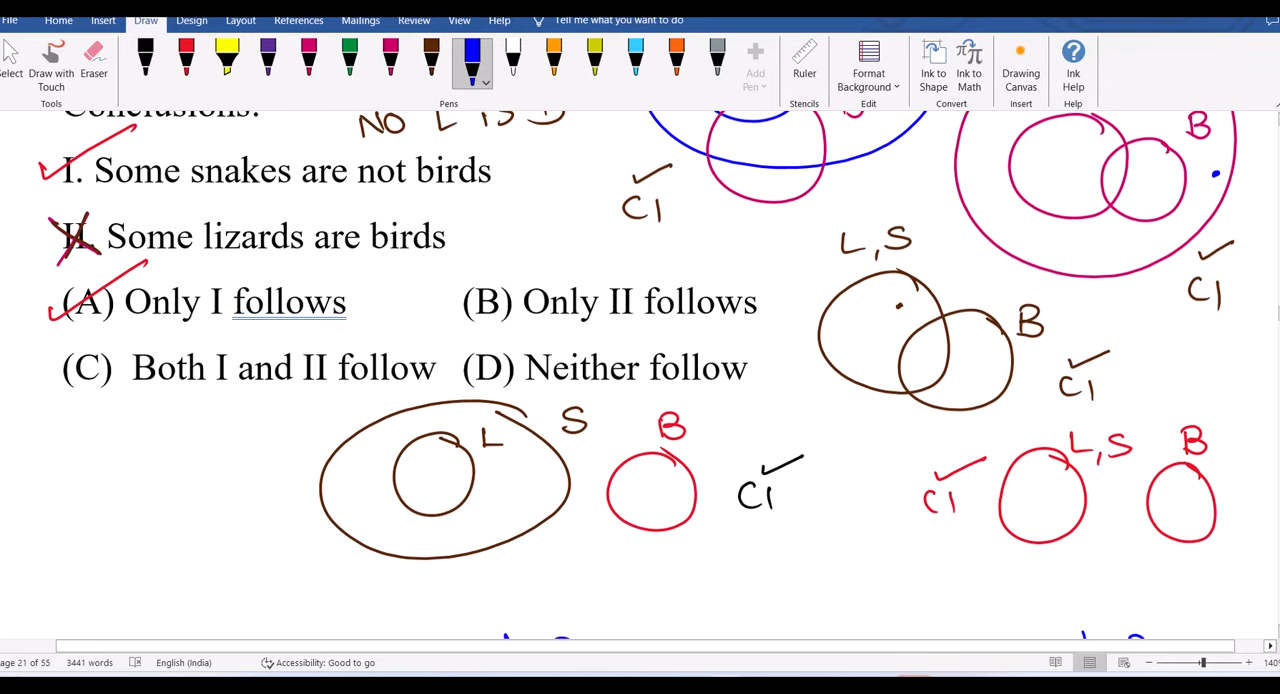 File Home Insert Draw Design Layout References Mailings Review View Help Tell me what you want to do
Select Draw with Touch Eraser Add Pen Ruler Format Background Ink to Shape Ink to Math Drawing Canvas Ink Help
Tools Pens Stencils Edit Convert Insert Help
Conclusions:
NO L is B
B
I. Some snakes are not birds
C1
II. Some lizards are birds
L, S
C1
(A) Only I follows (B) Only II follows
B
(C) Both I and II follow (D) Neither follow
C1
L S B
C1
C1 L, S B
Page 21 of 55 3441 words English (India) Accessibility: Good to go 140%